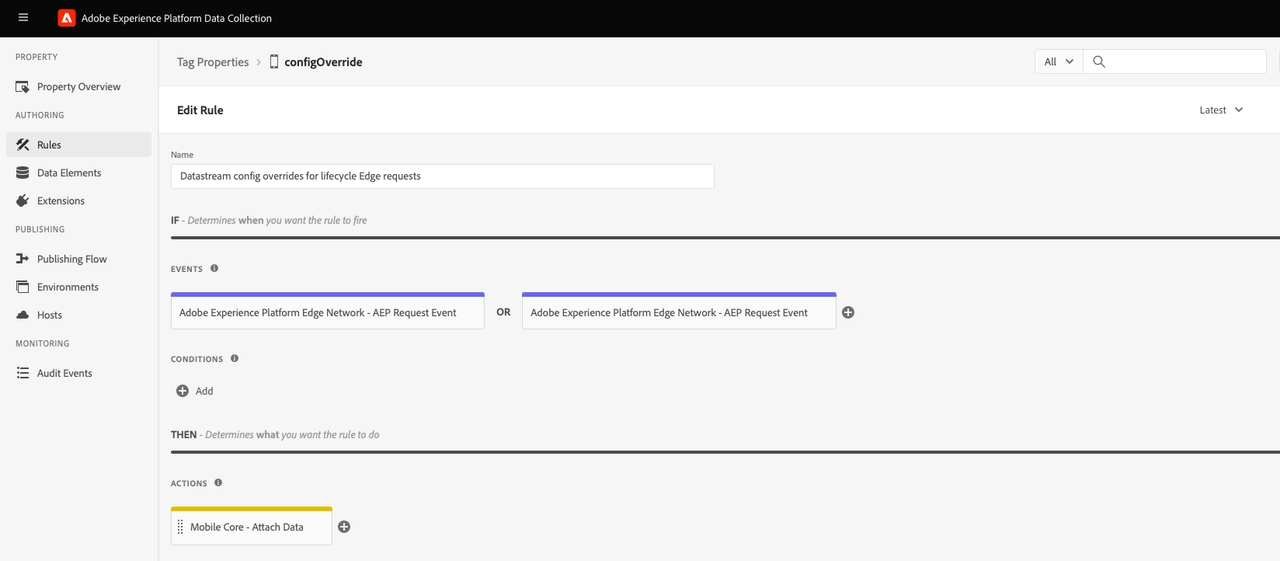 Adobe Experience Platform Data Collection
PROPERTY
Property Overview
AUTHORING
Rules
Data Elements
Extensions
PUBLISHING
Publishing Flow
Environments
Hosts
MONITORING
Audit Events
Tag Properties > configOverride
All
Edit Rule
Latest
Name
Datastream config overrides for lifecycle Edge requests
IF - Determines when you want the rule to fire
EVENTS
Adobe Experience Platform Edge Network - AEP Request Event OR Adobe Experience Platform Edge Network - AEP Request Event
CONDITIONS
Add
THEN - Determines what you want the rule to do
ACTIONS
Mobile Core - Attach Data